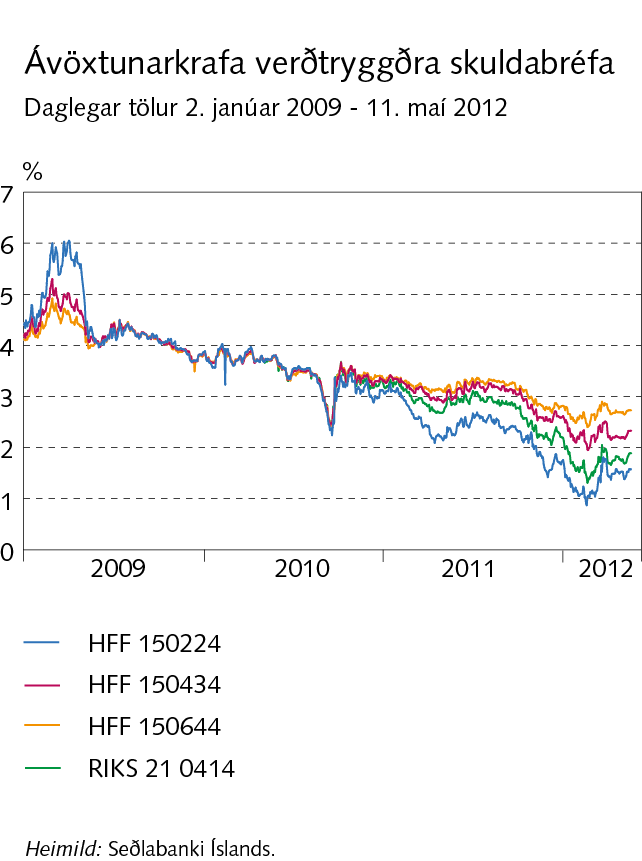 Ávöxtunarkrafa verðtryggðra skuldabréfa
Daglegar tölur 2. janúar 2009 - 11. maí 2012
%
7
6
5
4
3
2
1
0
2009 2010 2011 2012
HFF 150224
HFF 150434
HFF 150644
RIKS 21 0414
Heimild: Seðlabanki Íslands.